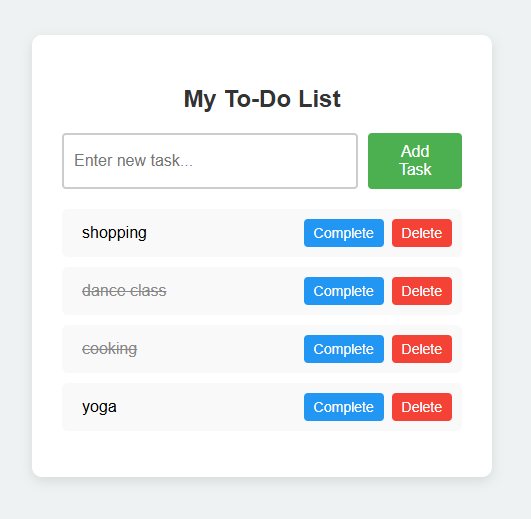 My To-Do List
Enter new task...
Add
Task
shopping Complete Delete
dance class Complete Delete
cooking Complete Delete
yoga Complete Delete